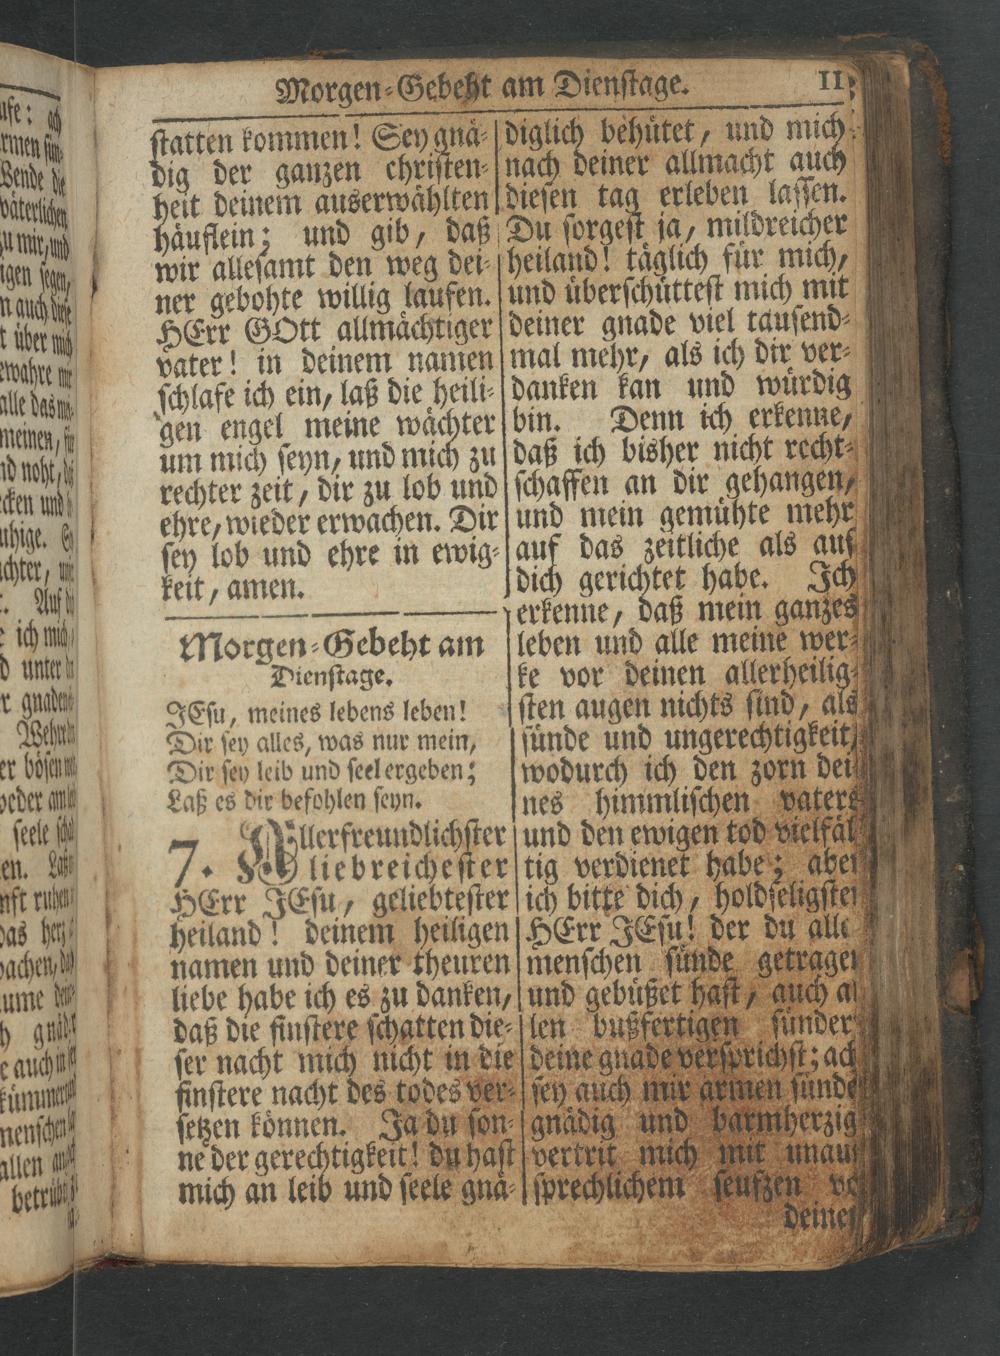 Morgen-Gebeht am Dienstage. 11
statten kommen! Sey gnä-
dig der ganzen christen-
heit deinem auserwählten
häuflein; und gib, daß
wir allesamt den weg dei-
ner gebohte willig laufen.
HErr GOtt allmächtiger
vater! in deinem namen
schlafe ich ein, laß die heili-
gen engel meine wächter
um mich seyn, und mich zu
rechter zeit, dir zu lob und
ehre, wieder erwachen. Dir
sey lob und ehre in ewig-
keit, amen.
Morgen-Gebeht am
Dienstage.
JEsu, meines lebens leben!
Dir sey alles, was nur mein,
Dir sey leib und seel ergeben;
Laß es dir befohlen seyn.
7. Allerfreundlichster
liebreichester
HErr JEsu, geliebtester
heiland! deinem heiligen
namen und deiner theuren
liebe habe ich es zu danken,
daß die finstere schatten die-
ser nacht mich nicht in die
finstere nacht des todes ver-
setzen können. Ja du son-
ne der gerechtigkeit! du hast
mich an leib und seele gnä-
diglich behütet, und mich
nach deiner allmacht auch
diesen tag erleben lassen.
Du sorgest ja, mildreicher
heiland! täglich für mich,
und überschüttest mich mit
deiner gnade viel tausend-
mal mehr, als ich dir ver-
danken kan und würdig
bin. Denn ich erkenne,
daß ich bisher nicht recht-
schaffen an dir gehangen,
und mein gemühte mehr
auf das zeitliche als auf
dich gerichtet habe. Ich
erkenne, daß mein ganzes
leben und alle meine wer-
ke vor deinen allerheilig-
sten augen nichts sind, als
sünde und ungerechtigkeit,
wodurch ich den zorn dei-
nes himmlischen vaters
und den ewigen tod vielfäl
tig verdienet habe; aber
ich bitte dich, holdseligster
HErr JEsu! der du alle
menschen sünde getragen
und gebüßet hast, auch al
len bußfertigen sünder
deine gnade versprichst; ach
sey auch mir armen sünde
gnädig und barmherzig
vertrit mich mit unaus
sprechlichem seufzen vo
deinem